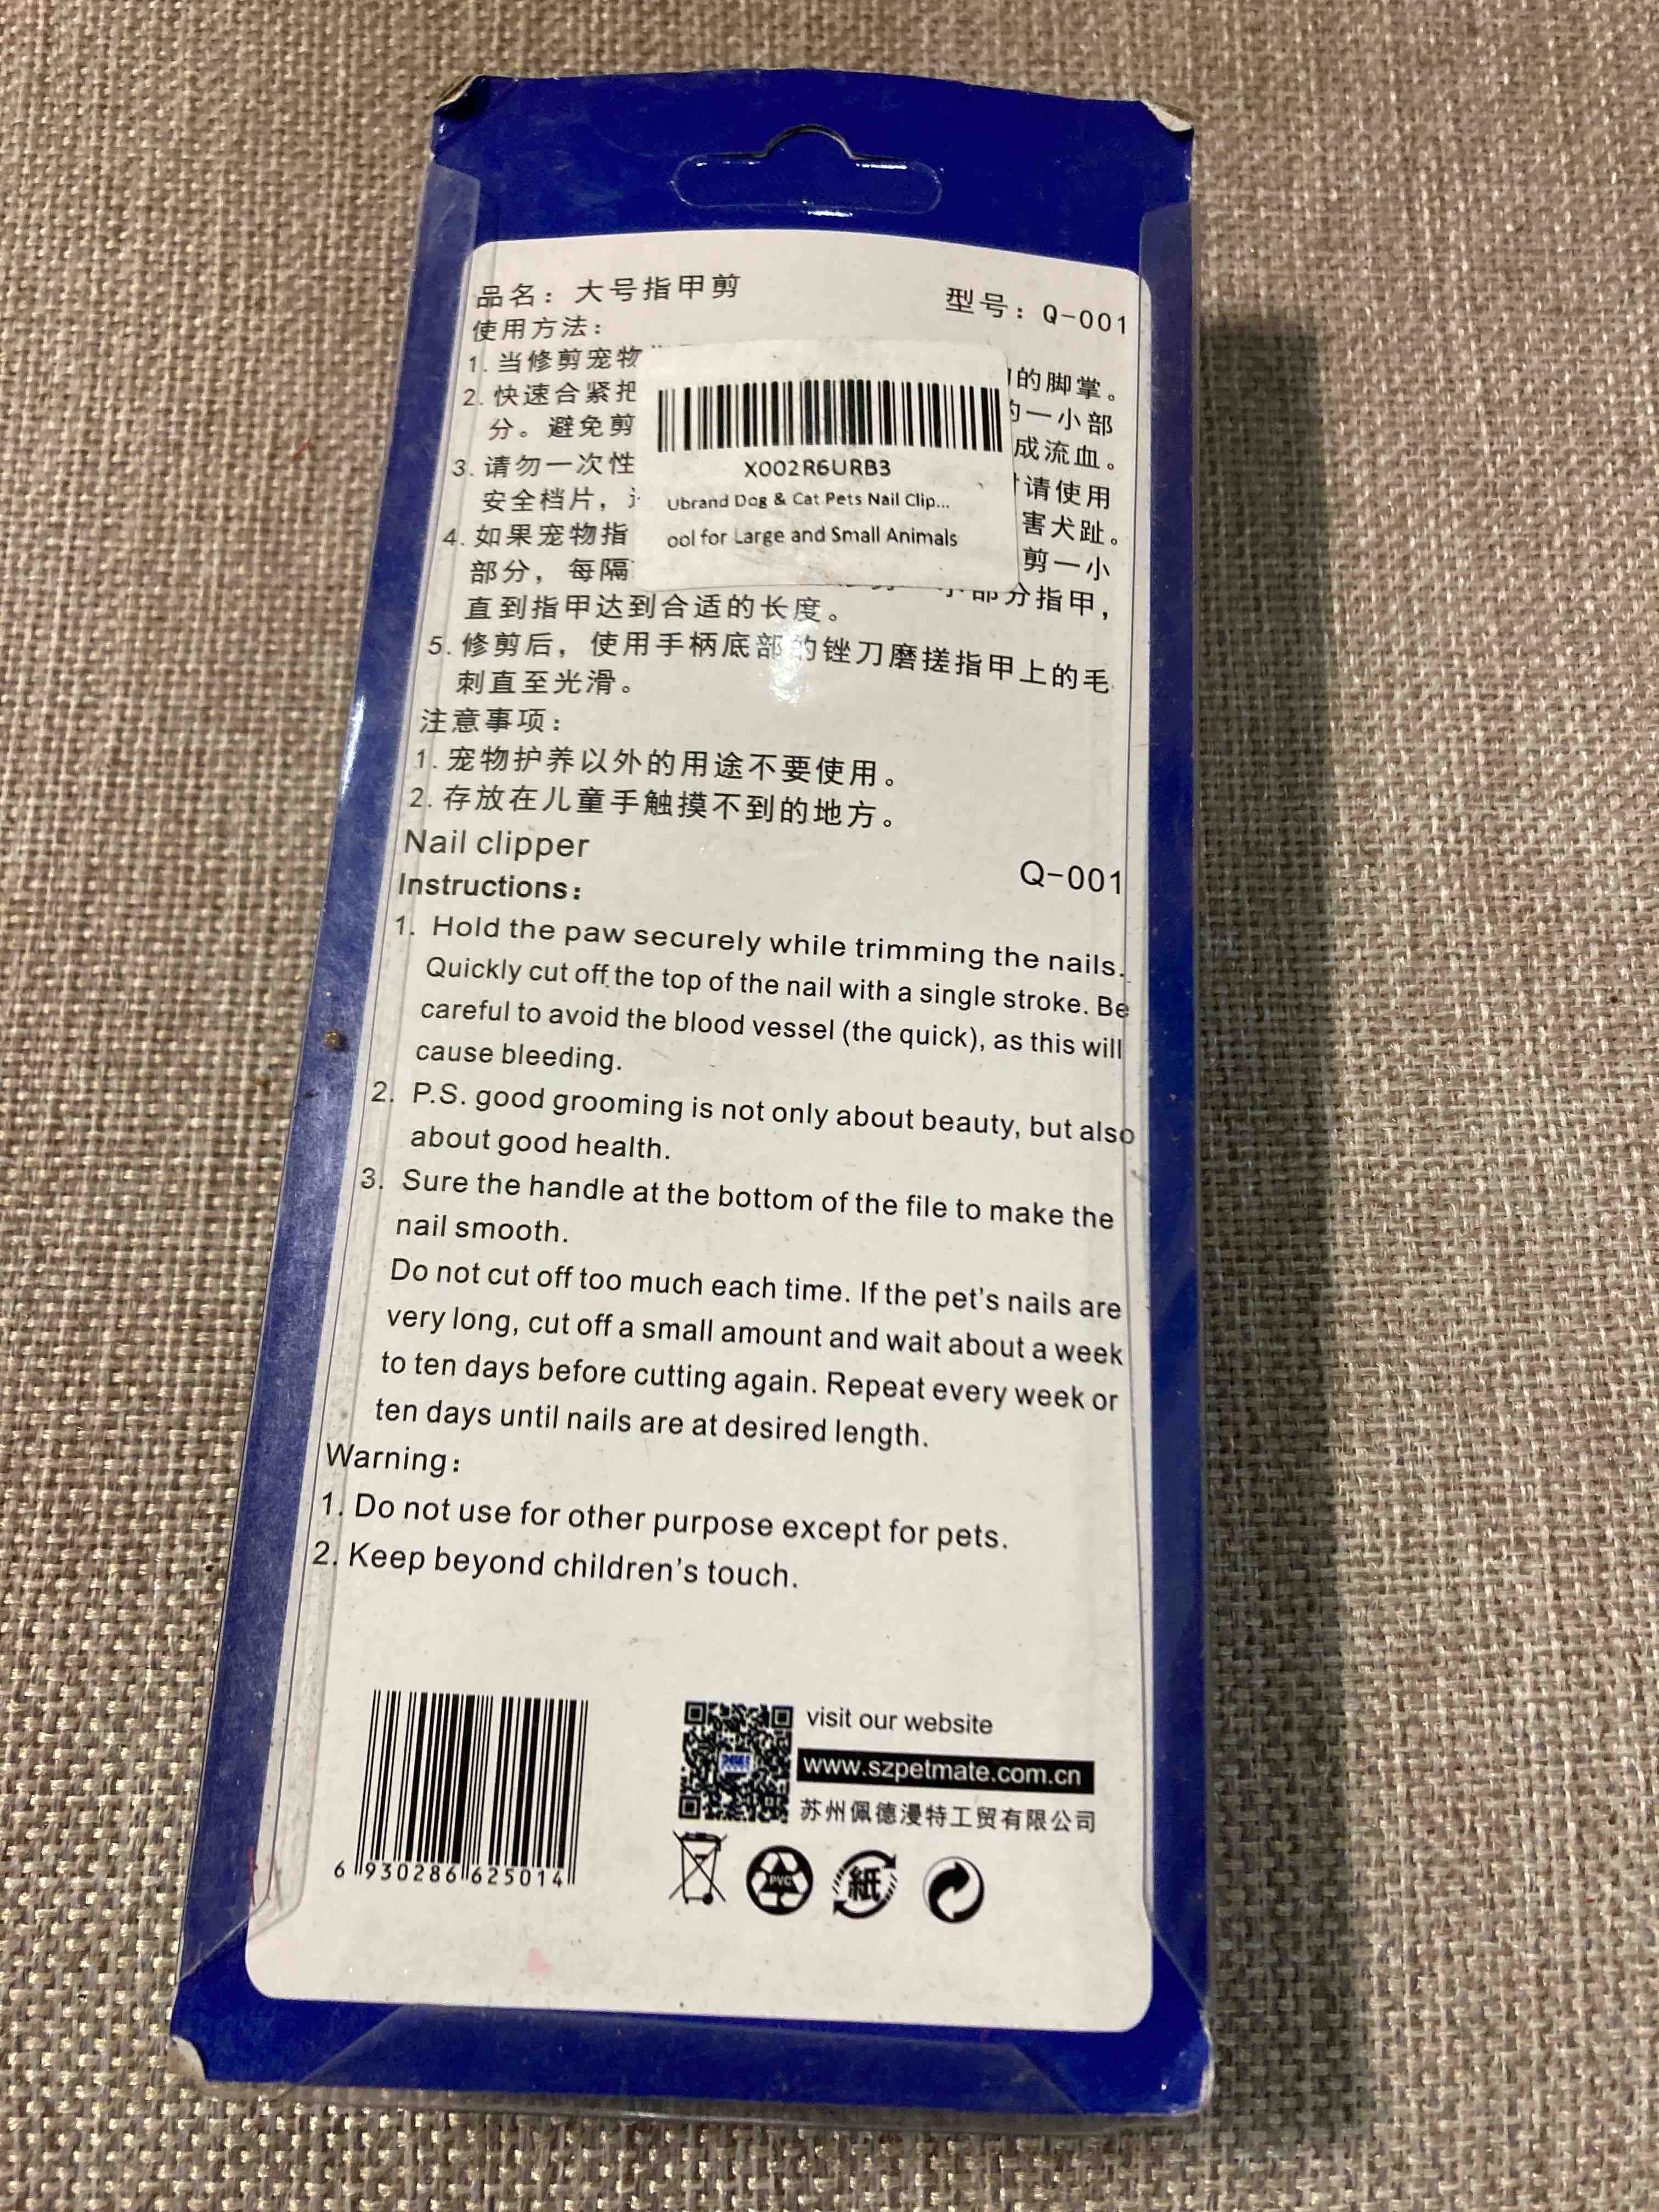 品名：大号指甲剪
型号：Q-001
使用方法：
1. 当修剪宠物
的脚掌。
2. 快速合紧把
的一小部
分。避免剪
成流血。
3. 请勿一次性
请使用
安全档片，
害犬趾。
4. 如果宠物指
剪一小
部分，每隔
小部分指甲，
直到指甲达到合适的长度。
5. 修剪后，使用手柄底部的锉刀磨搓指甲上的毛
刺直至光滑。
注意事项：
1. 宠物护养以外的用途不要使用。
2. 存放在儿童手触摸不到的地方。
X002R6URB3
Ubrand Dog & Cat Pets Nail Clip...
ool for Large and Small Animals
Nail clipper
Q-001
Instructions：
1. Hold the paw securely while trimming the nails.
Quickly cut off the top of the nail with a single stroke. Be
careful to avoid the blood vessel (the quick), as this will
cause bleeding.
2. P.S. good grooming is not only about beauty, but also
about good health.
3. Sure the handle at the bottom of the file to make the
nail smooth.
Do not cut off too much each time. If the pet's nails are
very long, cut off a small amount and wait about a week
to ten days before cutting again. Repeat every week or
ten days until nails are at desired length.
Warning：
1. Do not use for other purpose except for pets.
2. Keep beyond children's touch.
6 930286 625014
visit our website
www.szpetmate.com.cn
苏州佩德漫特工贸有限公司
PVC
紙